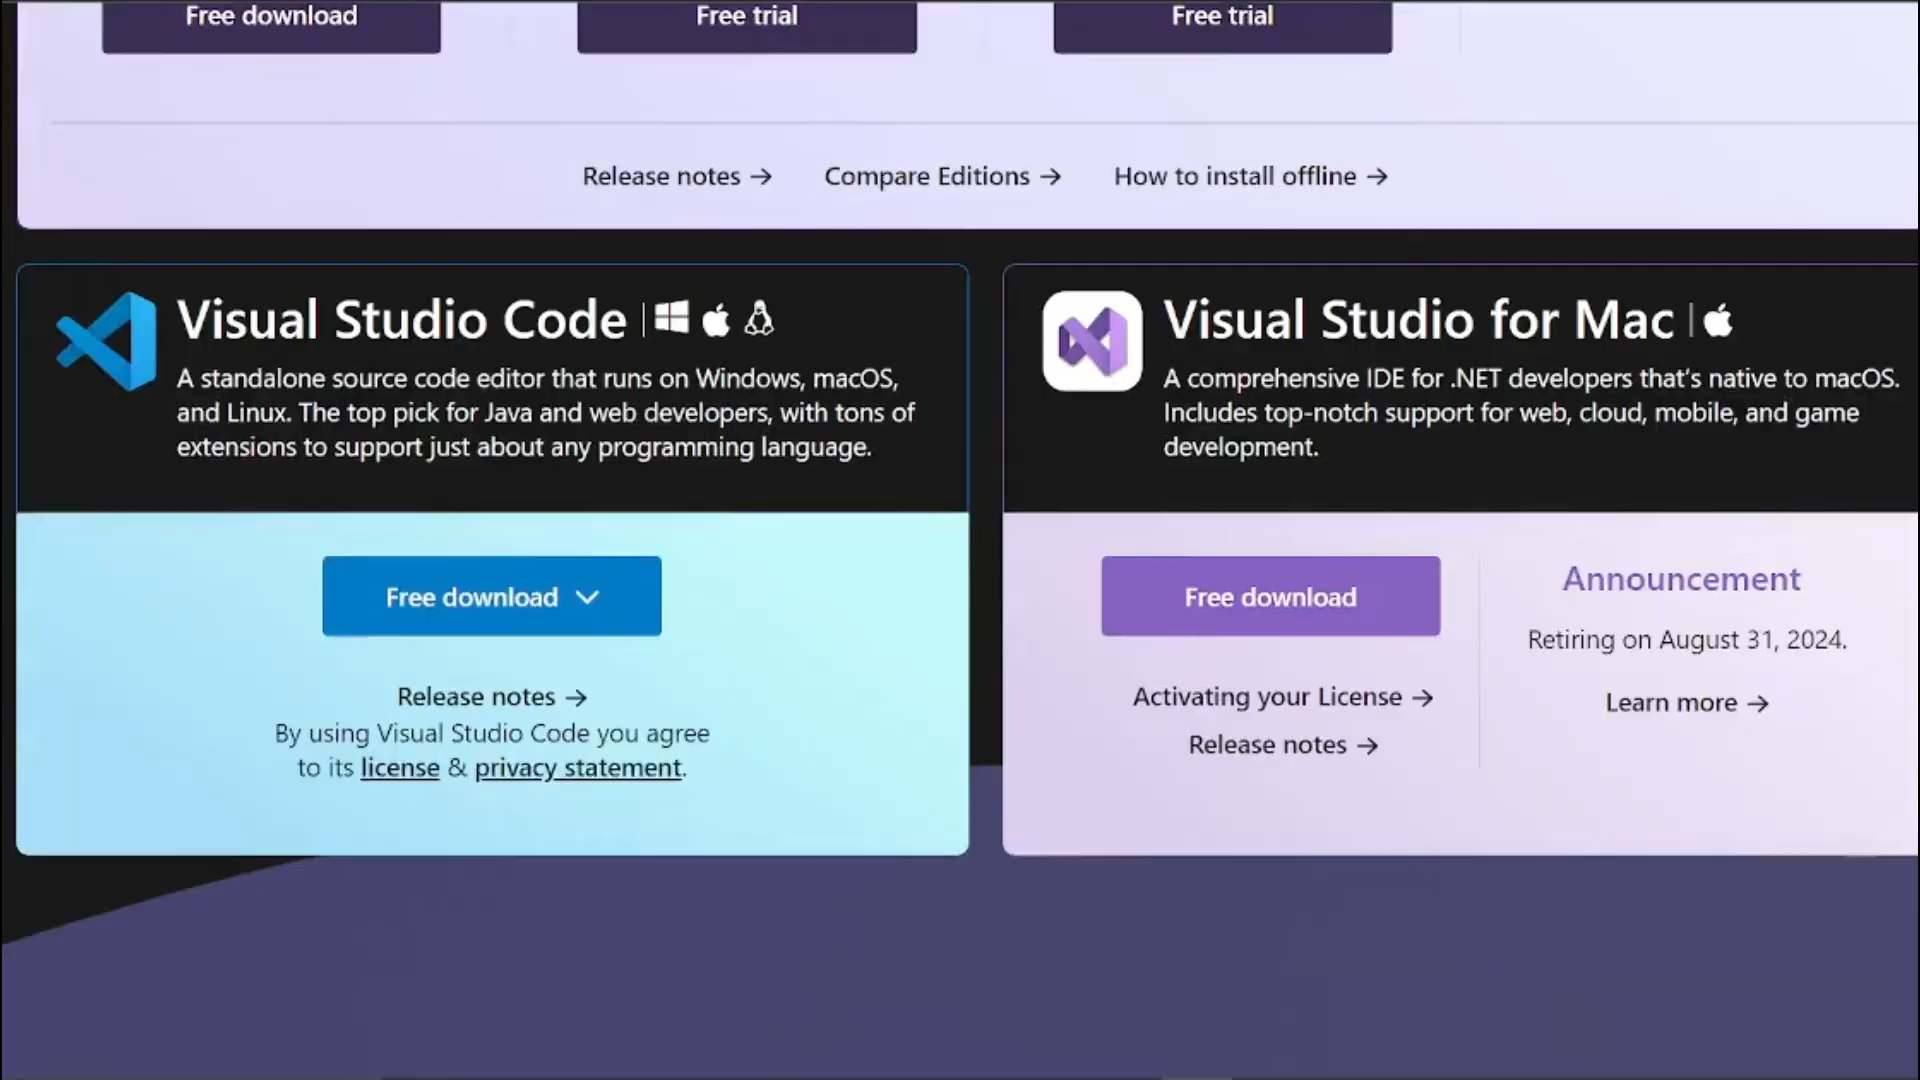 Free download
Free trial
Free trial
Release notes →
Compare Editions →
How to install offline →
Visual Studio Code
A standalone source code editor that runs on Windows, macOS,
and Linux. The top pick for Java and web developers, with tons of
extensions to support just about any programming language.
Free download
Release notes →
By using Visual Studio Code you agree
to its license & privacy statement.
Visual Studio for Mac
A comprehensive IDE for .NET developers that's native to macOS.
Includes top-notch support for web, cloud, mobile, and game
development.
Free download
Activating your License →
Release notes →
Announcement
Retiring on August 31, 2024.
Learn more →